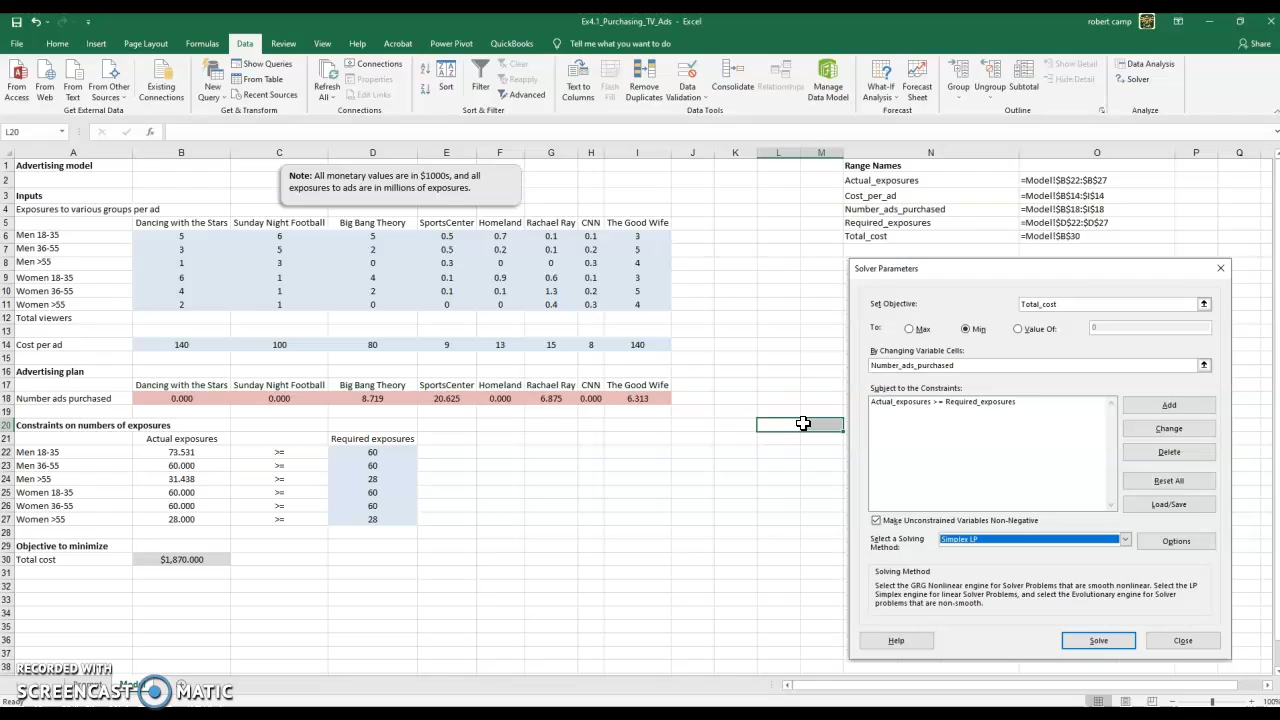 Ex4.1_Purchasing_TV_Ads - Excel
robert camp
File Home Insert Page Layout Formulas Data Review View Help Acrobat Power Pivot QuickBooks Tell me what you want to do Share
From Access From Web From Text From Other Sources Existing Connections
Get External Data
New Query Show Queries From Table Recent Sources
Get & Transform
Refresh All Connections Properties Edit Links
Connections
Sort Filter Clear Reapply Advanced
Sort & Filter
Text to Columns Flash Fill Remove Duplicates Data Validation Consolidate Relationships Manage Data Model
Data Tools
What-If Analysis Forecast Sheet
Forecast
Group Ungroup Subtotal Show Detail Hide Detail
Outline
Data Analysis Solver
Analyze
L20 fx
A B C D E F G H I J K L M N O P Q
1 Advertising model Range Names
Note: All monetary values are in $1000s, and all
exposures to ads are in millions of exposures.
2 Actual_exposures =Model!$B$22:$B$27
3 Inputs Cost_per_ad =Model!$B$14:$I$14
4 Exposures to various groups per ad Number_ads_purchased =Model!$B$18:$I$18
5 Dancing with the Stars Sunday Night Football Big Bang Theory SportsCenter Homeland Rachael Ray CNN The Good Wife Required_exposures =Model!$D$22:$D$27
6 Men 18-35 5 6 5 0.5 0.7 0.1 0.1 3 Total_cost =Model!$B$30
7 Men 36-55 3 5 2 0.5 0.2 0.1 0.2 5
8 Men >55 1 3 0 0.3 0 0 0.3 4
9 Women 18-35 6 1 4 0.1 0.9 0.6 0.1 3
10 Women 36-55 4 1 2 0.1 0.1 1.3 0.2 5
11 Women >55 2 1 0 0 0 0.4 0.3 4
12 Total viewers
13
14 Cost per ad 140 100 80 9 13 15 8 140
15
16 Advertising plan
17 Dancing with the Stars Sunday Night Football Big Bang Theory SportsCenter Homeland Rachael Ray CNN The Good Wife
18 Number ads purchased 0.000 0.000 8.719 20.625 0.000 6.875 0.000 6.313
19
20 Constraints on numbers of exposures
21 Actual exposures Required exposures
22 Men 18-35 73.531 >= 60
23 Men 36-55 60.000 >= 60
24 Men >55 31.438 >= 28
25 Women 18-35 60.000 >= 60
26 Women 36-55 60.000 >= 60
27 Women >55 28.000 >= 28
28
29 Objective to minimize
30 Total cost $1,870.000
31
32
33
34
35
36
37
38
Solver Parameters
Set Objective: Total_cost
To: Max Min Value Of: 0
By Changing Variable Cells:
Number_ads_purchased
Subject to the Constraints:
Actual_exposures >= Required_exposures
Add
Change
Delete
Reset All
Load/Save
Make Unconstrained Variables Non-Negative
Select a Solving Method: Simplex LP Options
Solving Method
Select the GRG Nonlinear engine for Solver Problems that are smooth nonlinear. Select the LP
Simplex engine for linear Solver Problems, and select the Evolutionary engine for Solver
problems that are non-smooth.
Help Solve Close
RECORDED WITH
SCREENCAST MATIC
Ready
100%